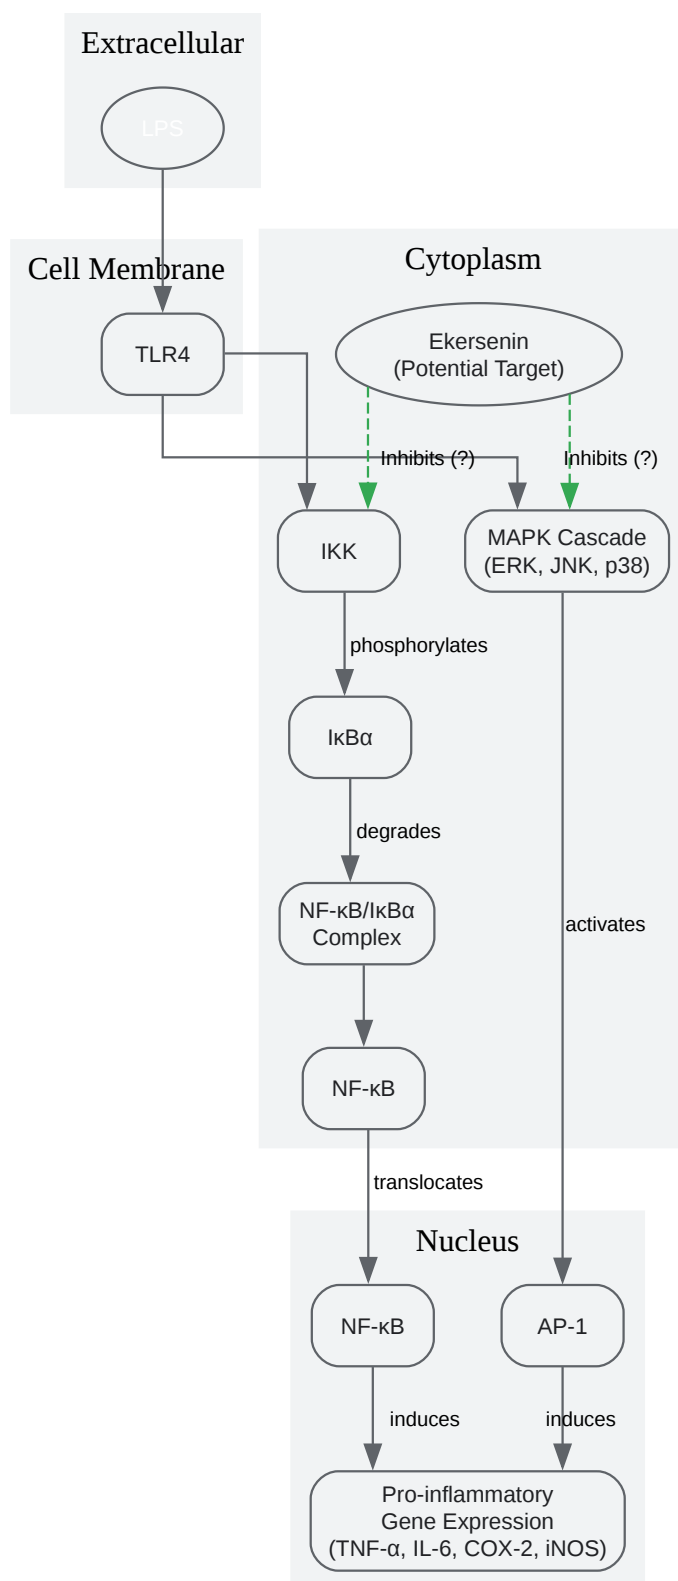 Extracellular
LPS
Cell Membrane
TLR4
Cytoplasm
Ekersenin
(Potential Target)
Inhibits (?)
Inhibits (?)
IKK
MAPK Cascade
(ERK, JNK, p38)
phosphorylates
IκBα
degrades
NF-κB/IκBα
Complex
activates
NF-κB
translocates
Nucleus
NF-κB
AP-1
induces
induces
Pro-inflammatory
Gene Expression
(TNF-α, IL-6, COX-2, iNOS)